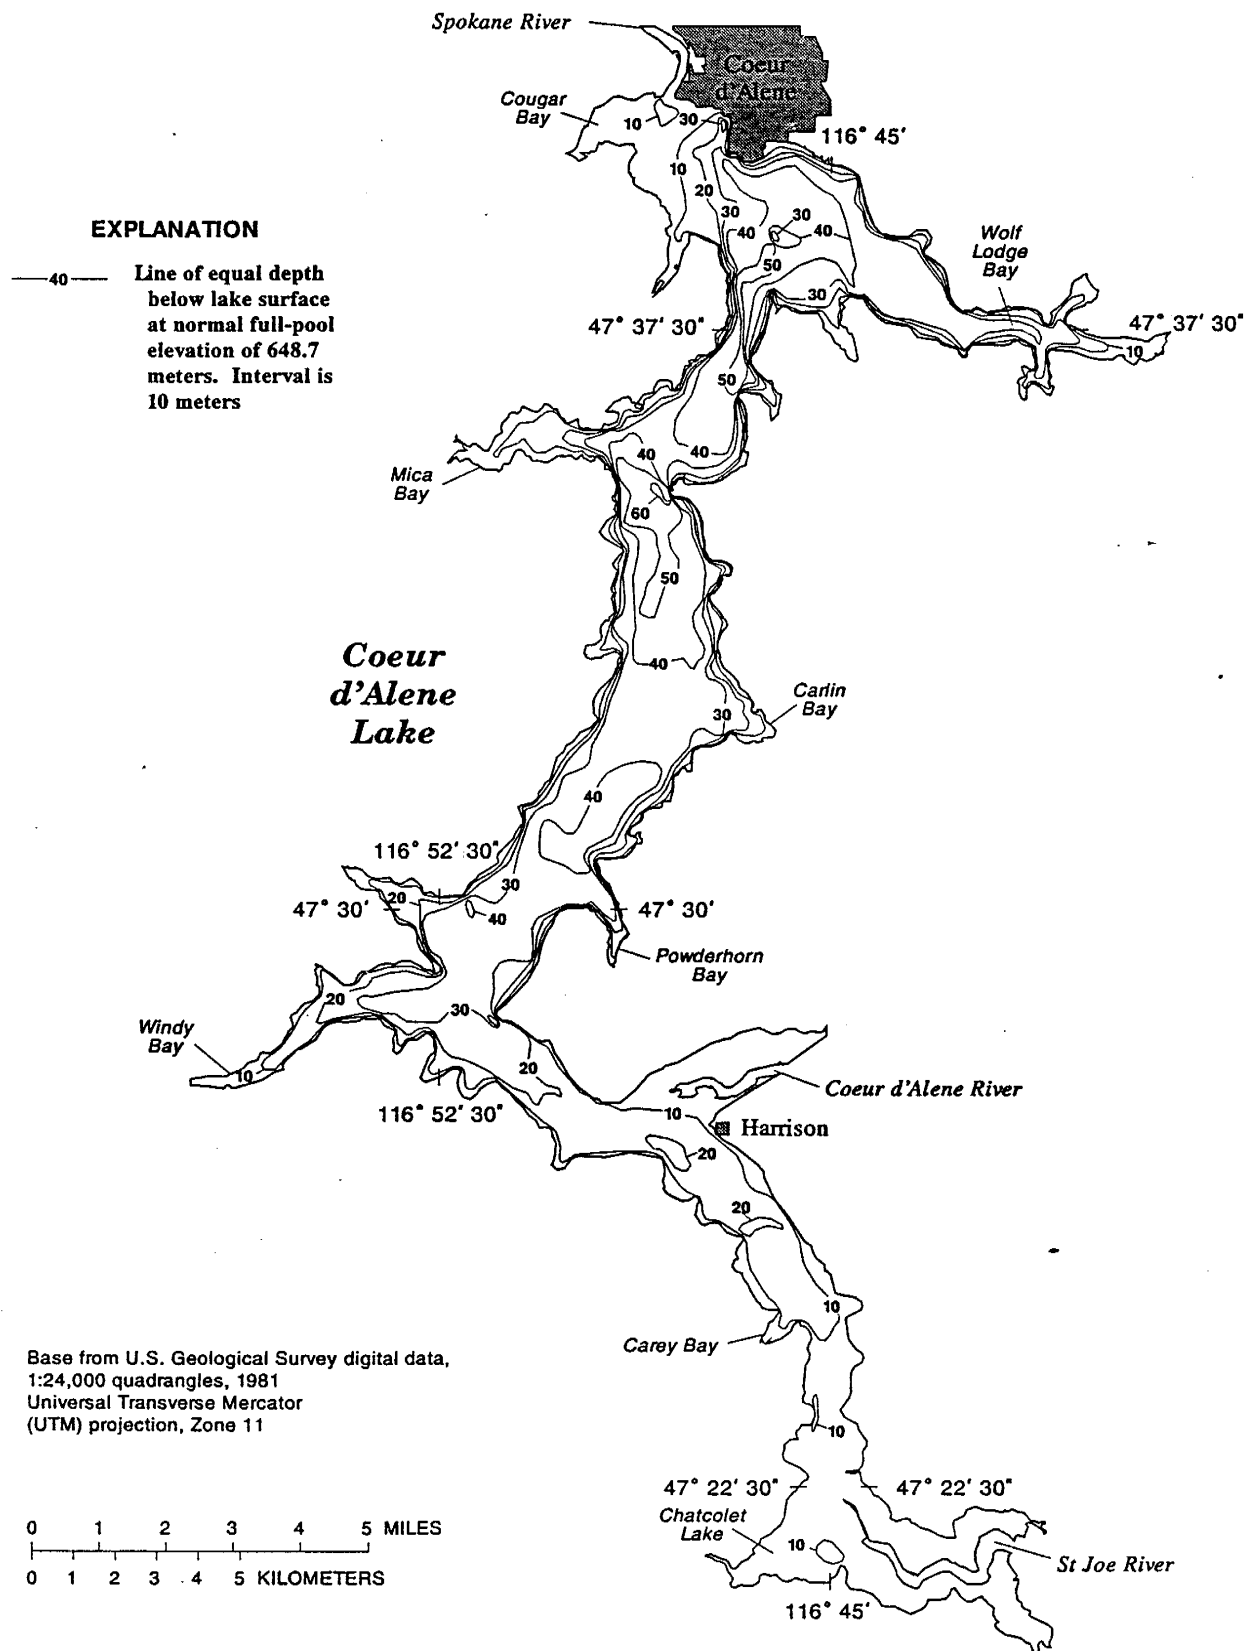 Spokane River
Coeur
d'Alene
Cougar
Bay
10
30
116° 45'
10
20
30
40
30
40
50
EXPLANATION
40
Line of equal depth
below lake surface
at normal full-pool
elevation of 648.7
meters. Interval is
10 meters
Wolf
Lodge
Bay
30
47° 37' 30"
47° 37' 30"
10
50
40
40
Mica
Bay
60
50
Coeur
d'Alene
Lake
40
Carlin
Bay
30
40
116° 52' 30"
30
20
47° 30'
40
47° 30'
Powderhorn
Bay
20
30
Windy
Bay
10
20
116° 52' 30"
Coeur d'Alene River
10
Harrison
20
20
10
Carey Bay
Base from U.S. Geological Survey digital data,
1:24,000 quadrangles, 1981
Universal Transverse Mercator
(UTM) projection, Zone 11
10
47° 22' 30"
47° 22' 30"
Chatcolet
Lake
10
St Joe River
116° 45'
0 1 2 3 4 5 MILES
0 1 2 3 4 5 KILOMETERS